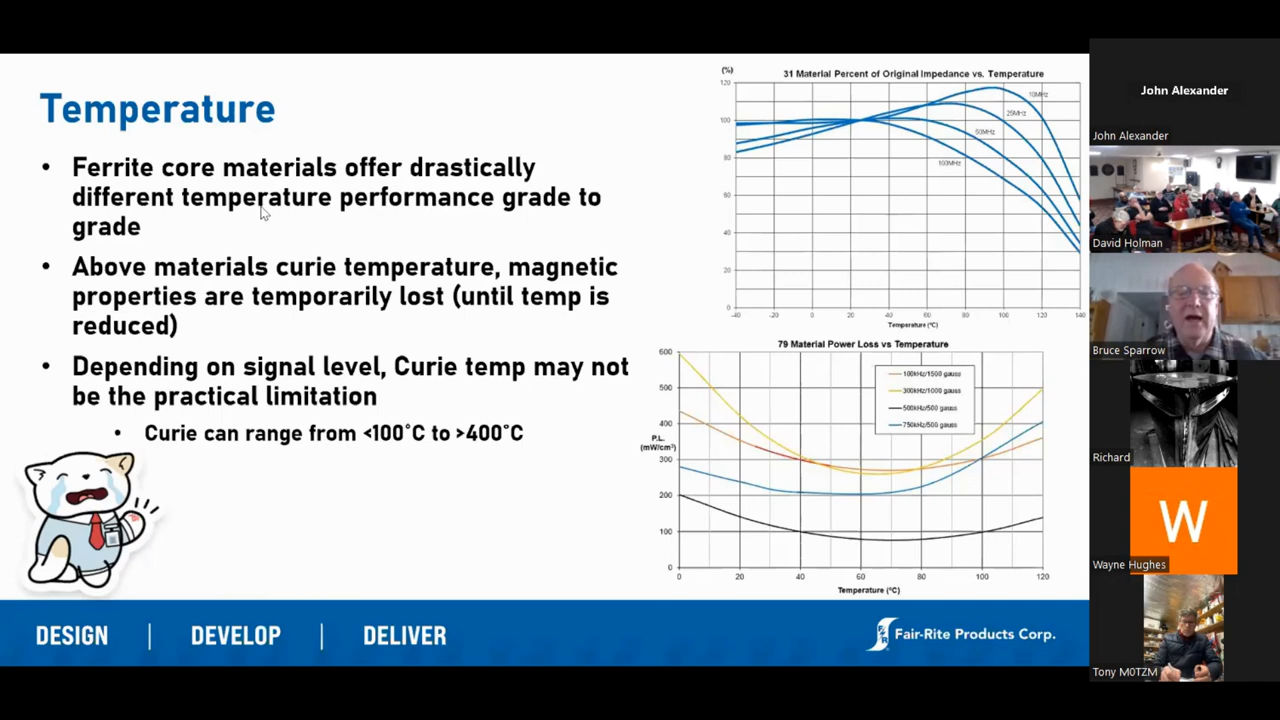 Temperature
• Ferrite core materials offer drastically
different temperature performance grade to
grade
• Above materials curie temperature, magnetic
properties are temporarily lost (until temp is
reduced)
• Depending on signal level, Curie temp may not
be the practical limitation
• Curie can range from <100°C to >400°C
31 Material Percent of Original Impedance vs. Temperature
(%)
120
100
80
60
40
20
0
10MHz
25MHz
50MHz
100MHz
-40 -20 0 20 40 60 80 100 120 140
Temperature (°C)
79 Material Power Loss vs Temperature
600
500
400
P.L.
(mW/cm³)
300
200
100
0
100kHz/1500 gauss
300kHz/1000 gauss
500kHz/500 gauss
750kHz/500 gauss
0 20 40 60 80 100 120
Temperature (°C)
DESIGN | DEVELOP | DELIVER
Fair-Rite Products Corp.
John Alexander
John Alexander
David Holman
Bruce Sparrow
Richard
W
Wayne Hughes
Tony M0TZM